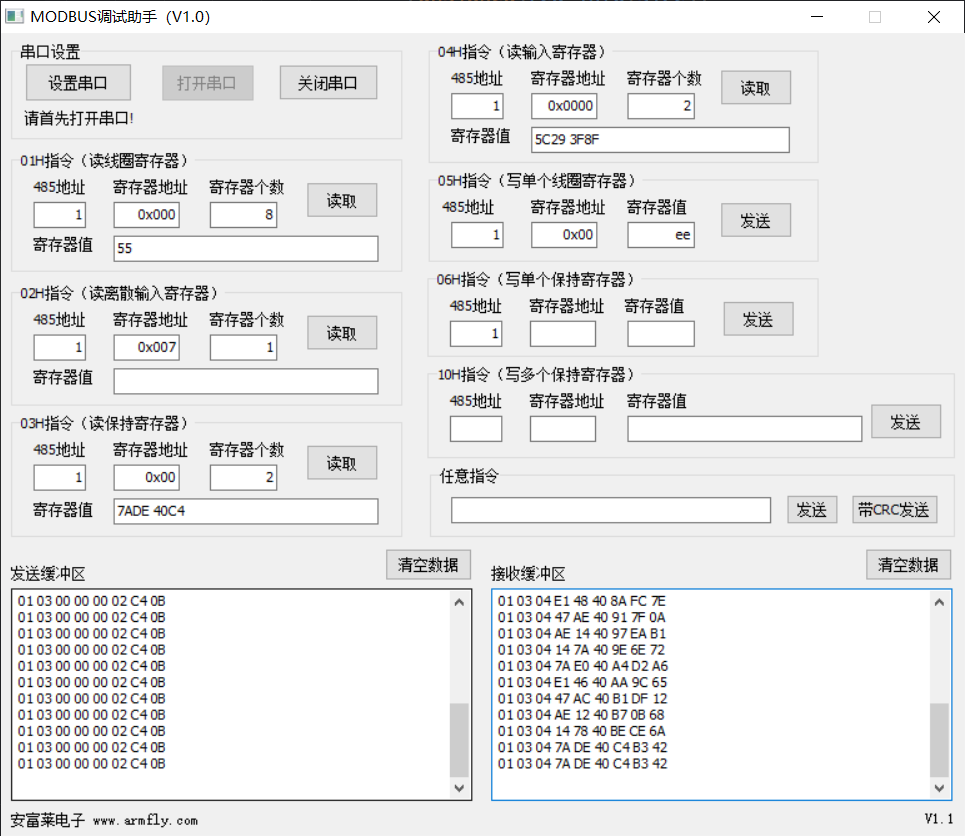 MODBUS调试助手（V1.0）
串口设置
设置串口 打开串口 关闭串口
请首先打开串口!
01H指令（读线圈寄存器）
485地址 寄存器地址 寄存器个数
1 0x000 8 读取
寄存器值 55
02H指令（读离散输入寄存器）
485地址 寄存器地址 寄存器个数
1 0x007 1 读取
寄存器值
03H指令（读保持寄存器）
485地址 寄存器地址 寄存器个数
1 0x00 2 读取
寄存器值 7ADE 40C4
04H指令（读输入寄存器）
485地址 寄存器地址 寄存器个数
1 0x0000 2 读取
寄存器值 5C29 3F8F
05H指令（写单个线圈寄存器）
485地址 寄存器地址 寄存器值
1 0x00 ee 发送
06H指令（写单个保持寄存器）
485地址 寄存器地址 寄存器值
1 发送
10H指令（写多个保持寄存器）
485地址 寄存器地址 寄存器值
发送
任意指令
发送 带CRC发送
发送缓冲区 清空数据
01 03 00 00 00 02 C4 0B
01 03 00 00 00 02 C4 0B
01 03 00 00 00 02 C4 0B
01 03 00 00 00 02 C4 0B
01 03 00 00 00 02 C4 0B
01 03 00 00 00 02 C4 0B
01 03 00 00 00 02 C4 0B
01 03 00 00 00 02 C4 0B
01 03 00 00 00 02 C4 0B
01 03 00 00 00 02 C4 0B
01 03 00 00 00 02 C4 0B
接收缓冲区 清空数据
01 03 04 E1 48 40 8A FC 7E
01 03 04 47 AE 40 91 7F 0A
01 03 04 AE 14 40 97 EA B1
01 03 04 14 7A 40 9E 6E 72
01 03 04 7A E0 40 A4 D2 A6
01 03 04 E1 46 40 AA 9C 65
01 03 04 47 AC 40 B1 DF 12
01 03 04 AE 12 40 B7 0B 68
01 03 04 14 78 40 BE CE 6A
01 03 04 7A DE 40 C4 B3 42
01 03 04 7A DE 40 C4 B3 42
安富莱电子 www.armfly.com
V1.1